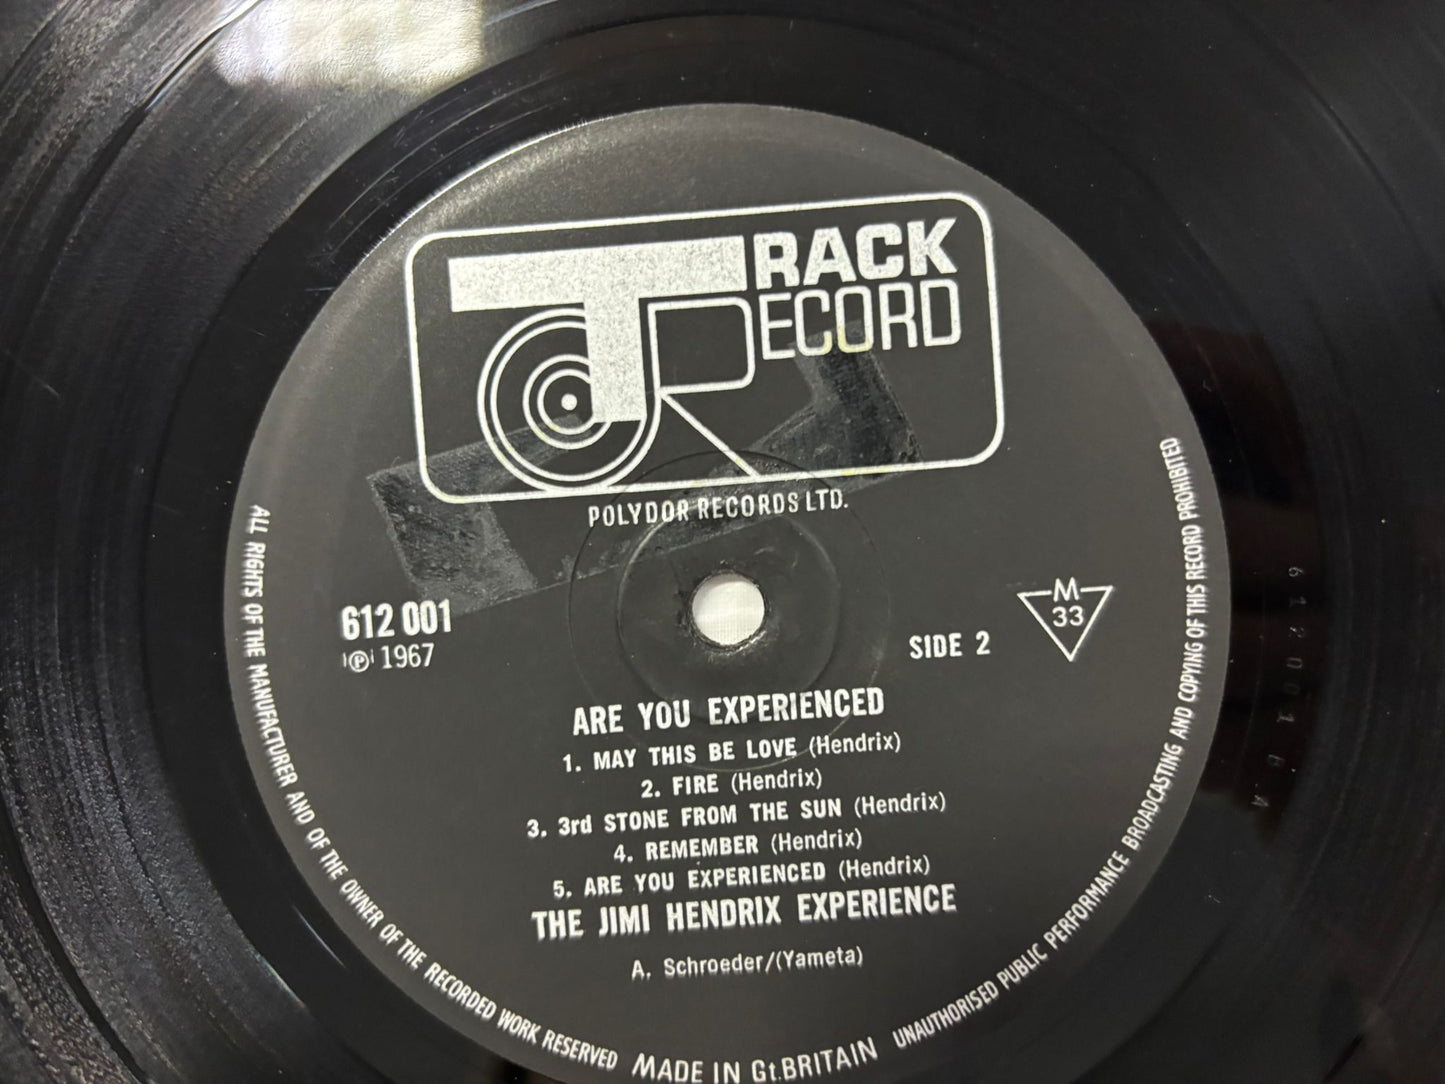 TRACK
RECORD
POLYDOR RECORDS LTD.
612 001
Ⓟ 1967
SIDE 2
M
33
ARE YOU EXPERIENCED
1. MAY THIS BE LOVE (Hendrix)
2. FIRE (Hendrix)
3. 3rd STONE FROM THE SUN (Hendrix)
4. REMEMBER (Hendrix)
5. ARE YOU EXPERIENCED (Hendrix)
THE JIMI HENDRIX EXPERIENCE
A. Schroeder/(Yameta)
ALL RIGHTS OF THE MANUFACTURER AND OF THE OWNER OF THE RECORDED WORK RESERVED
MADE IN Gt.BRITAIN
UNAUTHORISED PUBLIC PERFORMANCE BROADCASTING AND COPYING OF THIS RECORD PROHIBITED
612001 B A